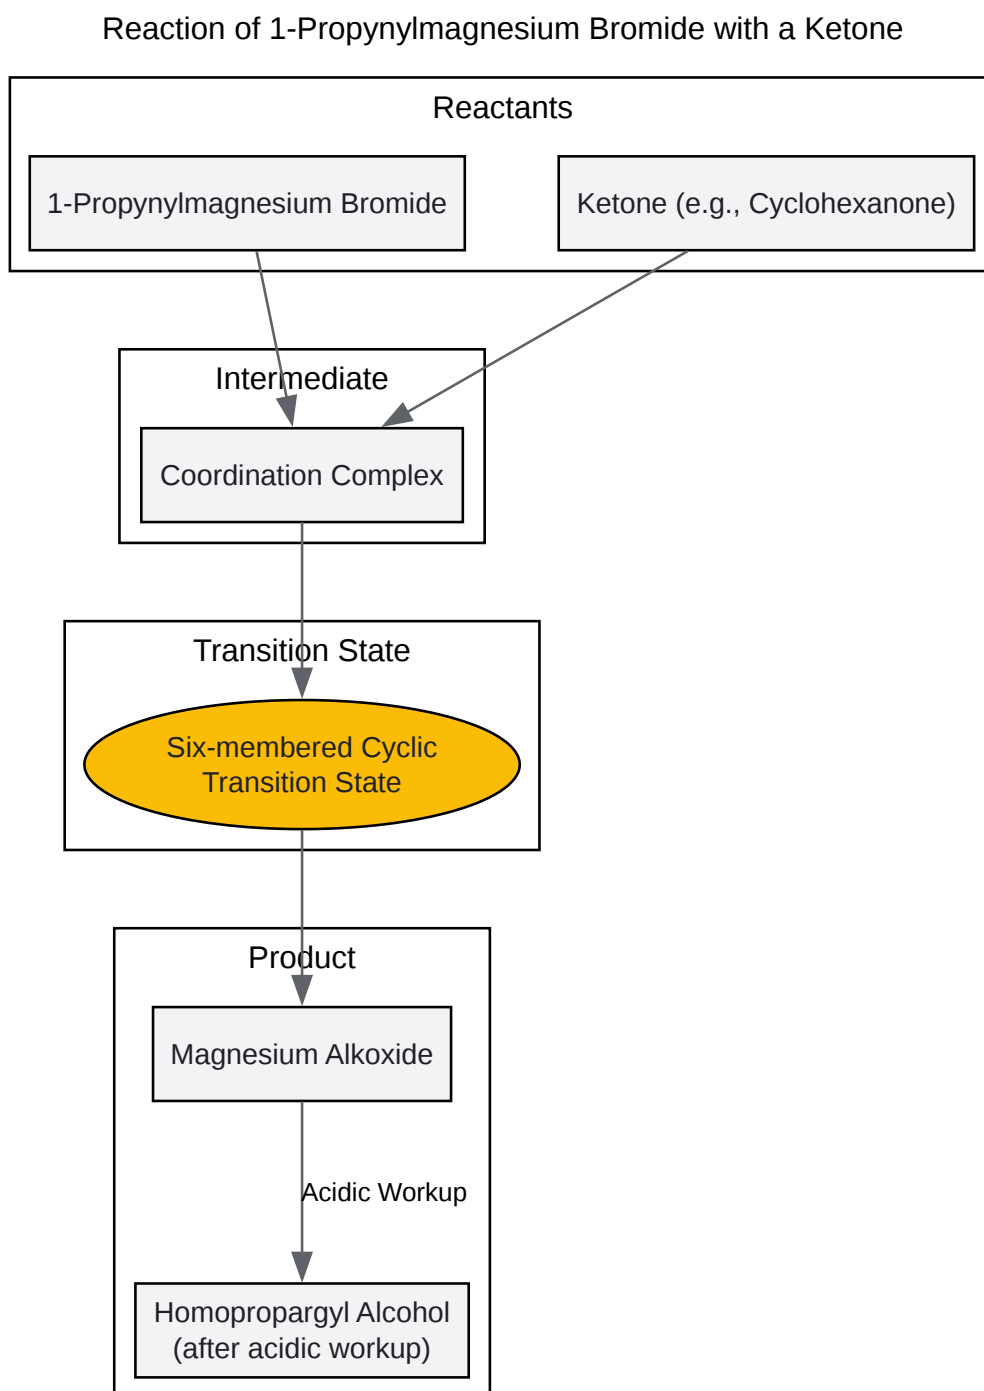 Reaction of 1-Propynylmagnesium Bromide with a Ketone
Reactants
1-Propynylmagnesium Bromide
Ketone (e.g., Cyclohexanone)
Intermediate
Coordination Complex
Transition State
Six-membered Cyclic
Transition State
Product
Magnesium Alkoxide
Acidic Workup
Homopropargyl Alcohol
(after acidic workup)